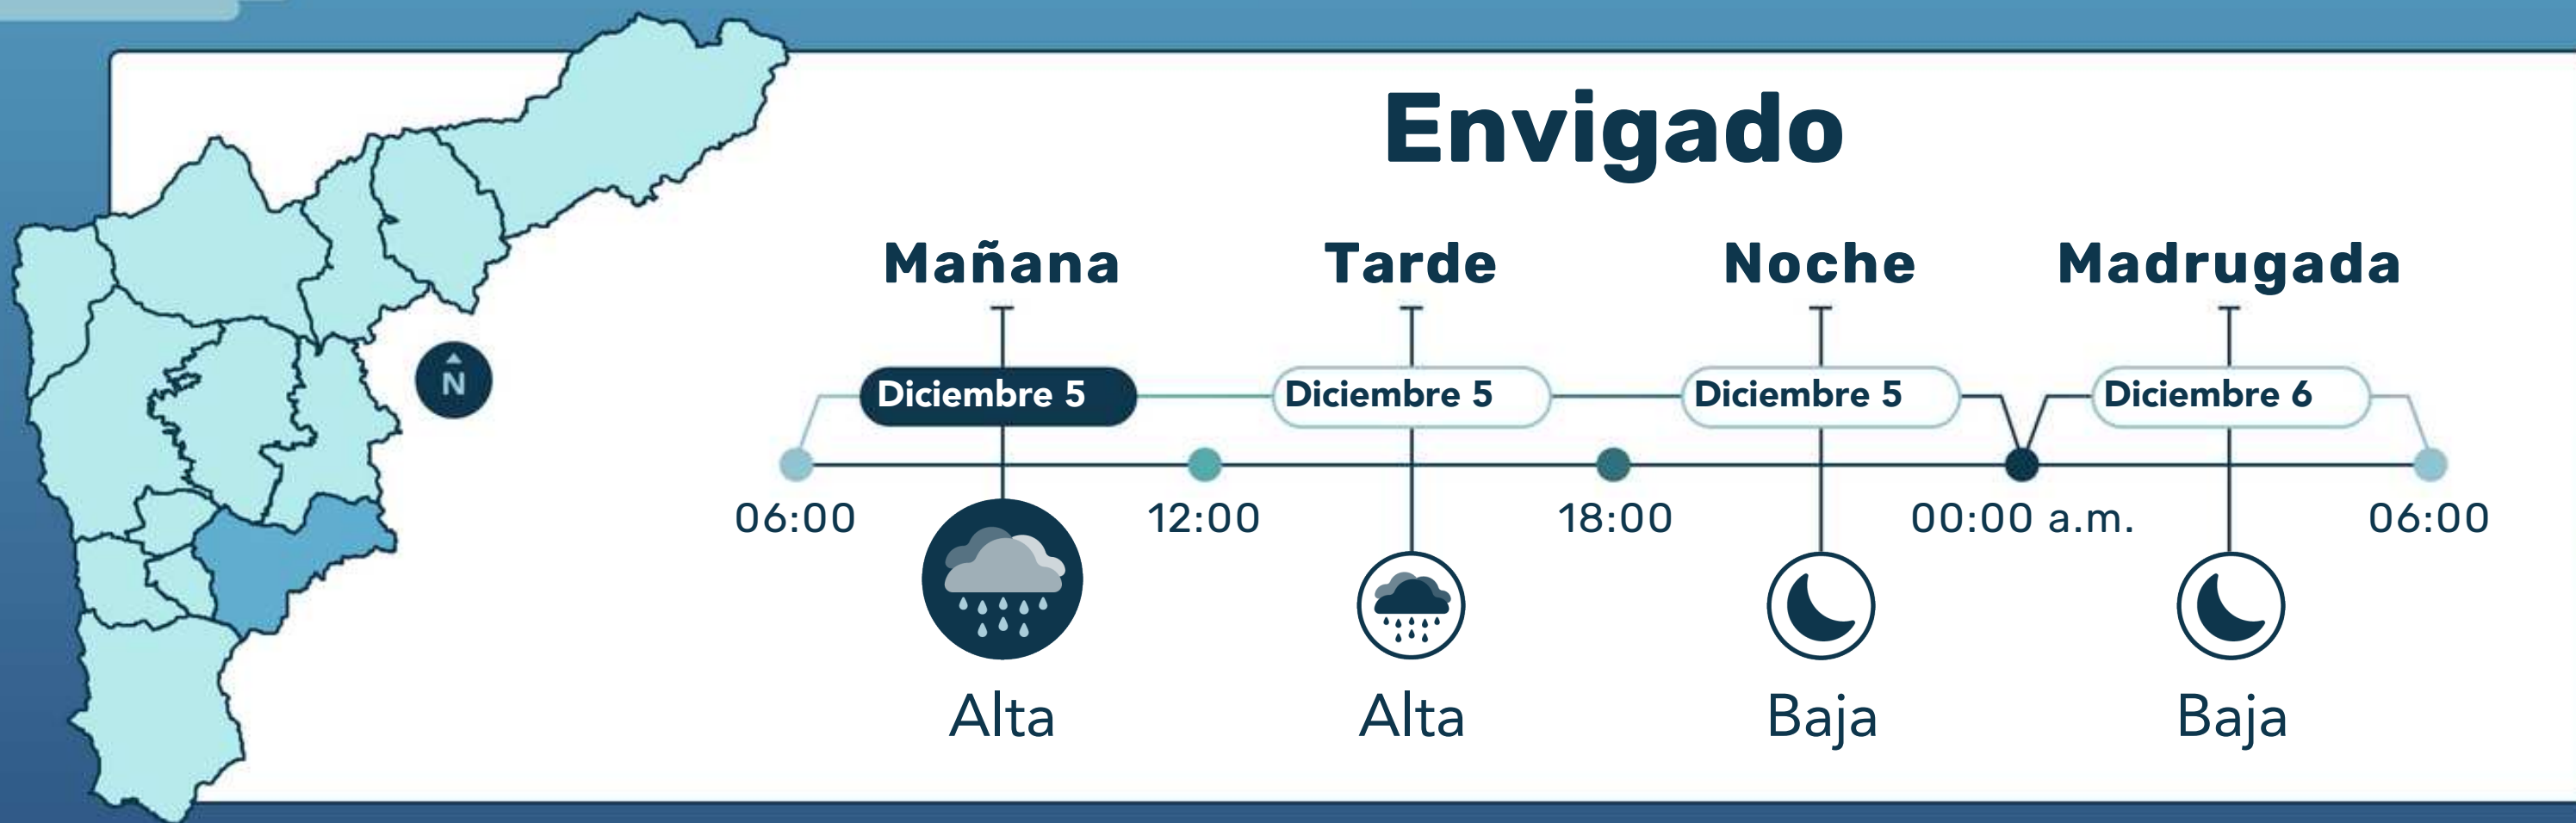 Envigado
Mañana
Tarde
Noche
Madrugada
Diciembre 5
Diciembre 5
Diciembre 5
Diciembre 6
N
06:00
12:00
18:00
00:00 a.m.
06:00
Alta
Alta
Baja
Baja